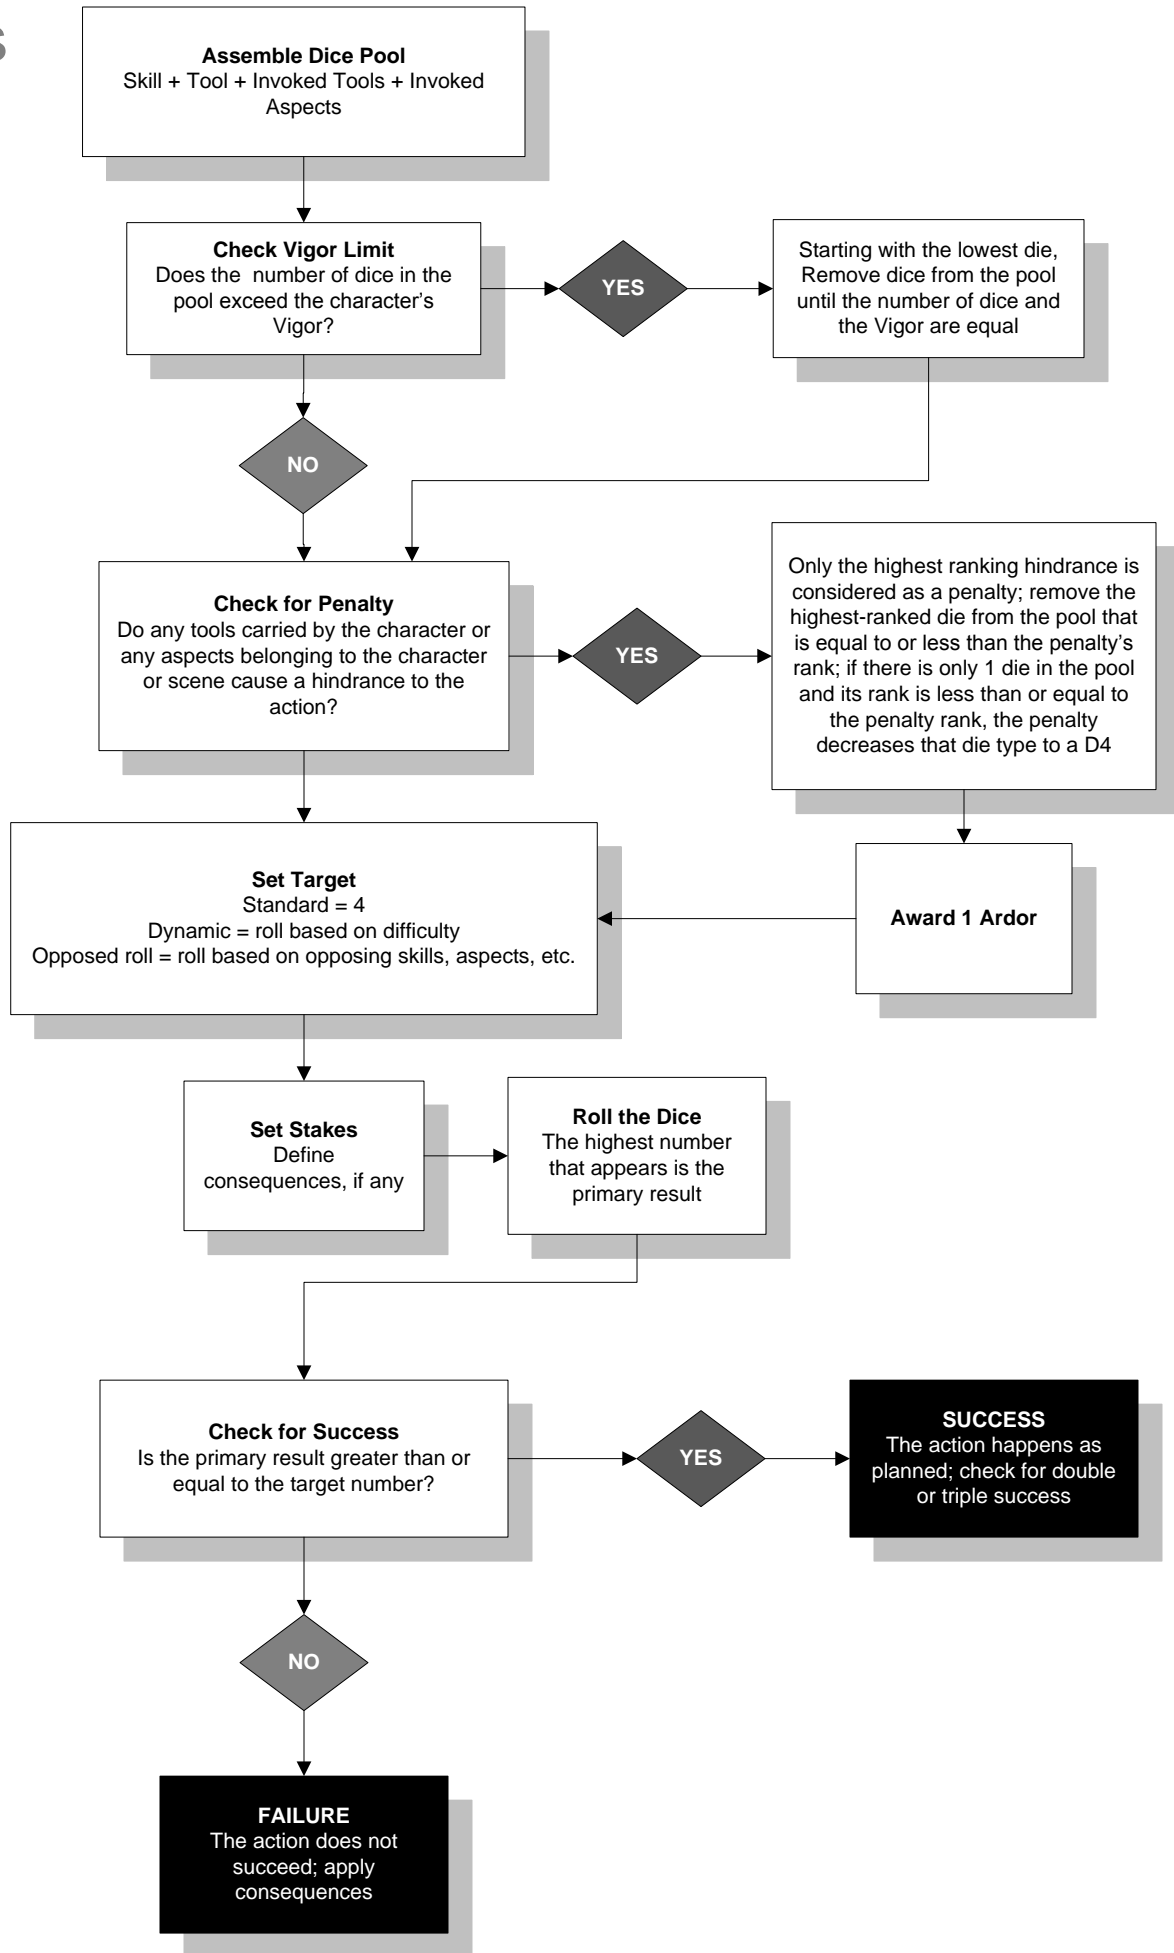 s
Assemble Dice Pool
Skill + Tool + Invoked Tools + Invoked
Aspects
Check Vigor Limit
Does the number of dice in the
pool exceed the character's
Vigor?
YES
Starting with the lowest die,
Remove dice from the pool
until the number of dice and
the Vigor are equal
NO
Check for Penalty
Do any tools carried by the character or
any aspects belonging to the character
or scene cause a hindrance to the
action?
YES
Only the highest ranking hindrance is
considered as a penalty; remove the
highest-ranked die from the pool that
is equal to or less than the penalty's
rank; if there is only 1 die in the pool
and its rank is less than or equal to
the penalty rank, the penalty
decreases that die type to a D4
Set Target
Standard = 4
Dynamic = roll based on difficulty
Opposed roll = roll based on opposing skills, aspects, etc.
Award 1 Ardor
Set Stakes
Define
consequences, if any
Roll the Dice
The highest number
that appears is the
primary result
Check for Success
Is the primary result greater than or
equal to the target number?
YES
SUCCESS
The action happens as
planned; check for double
or triple success
NO
FAILURE
The action does not
succeed; apply
consequences